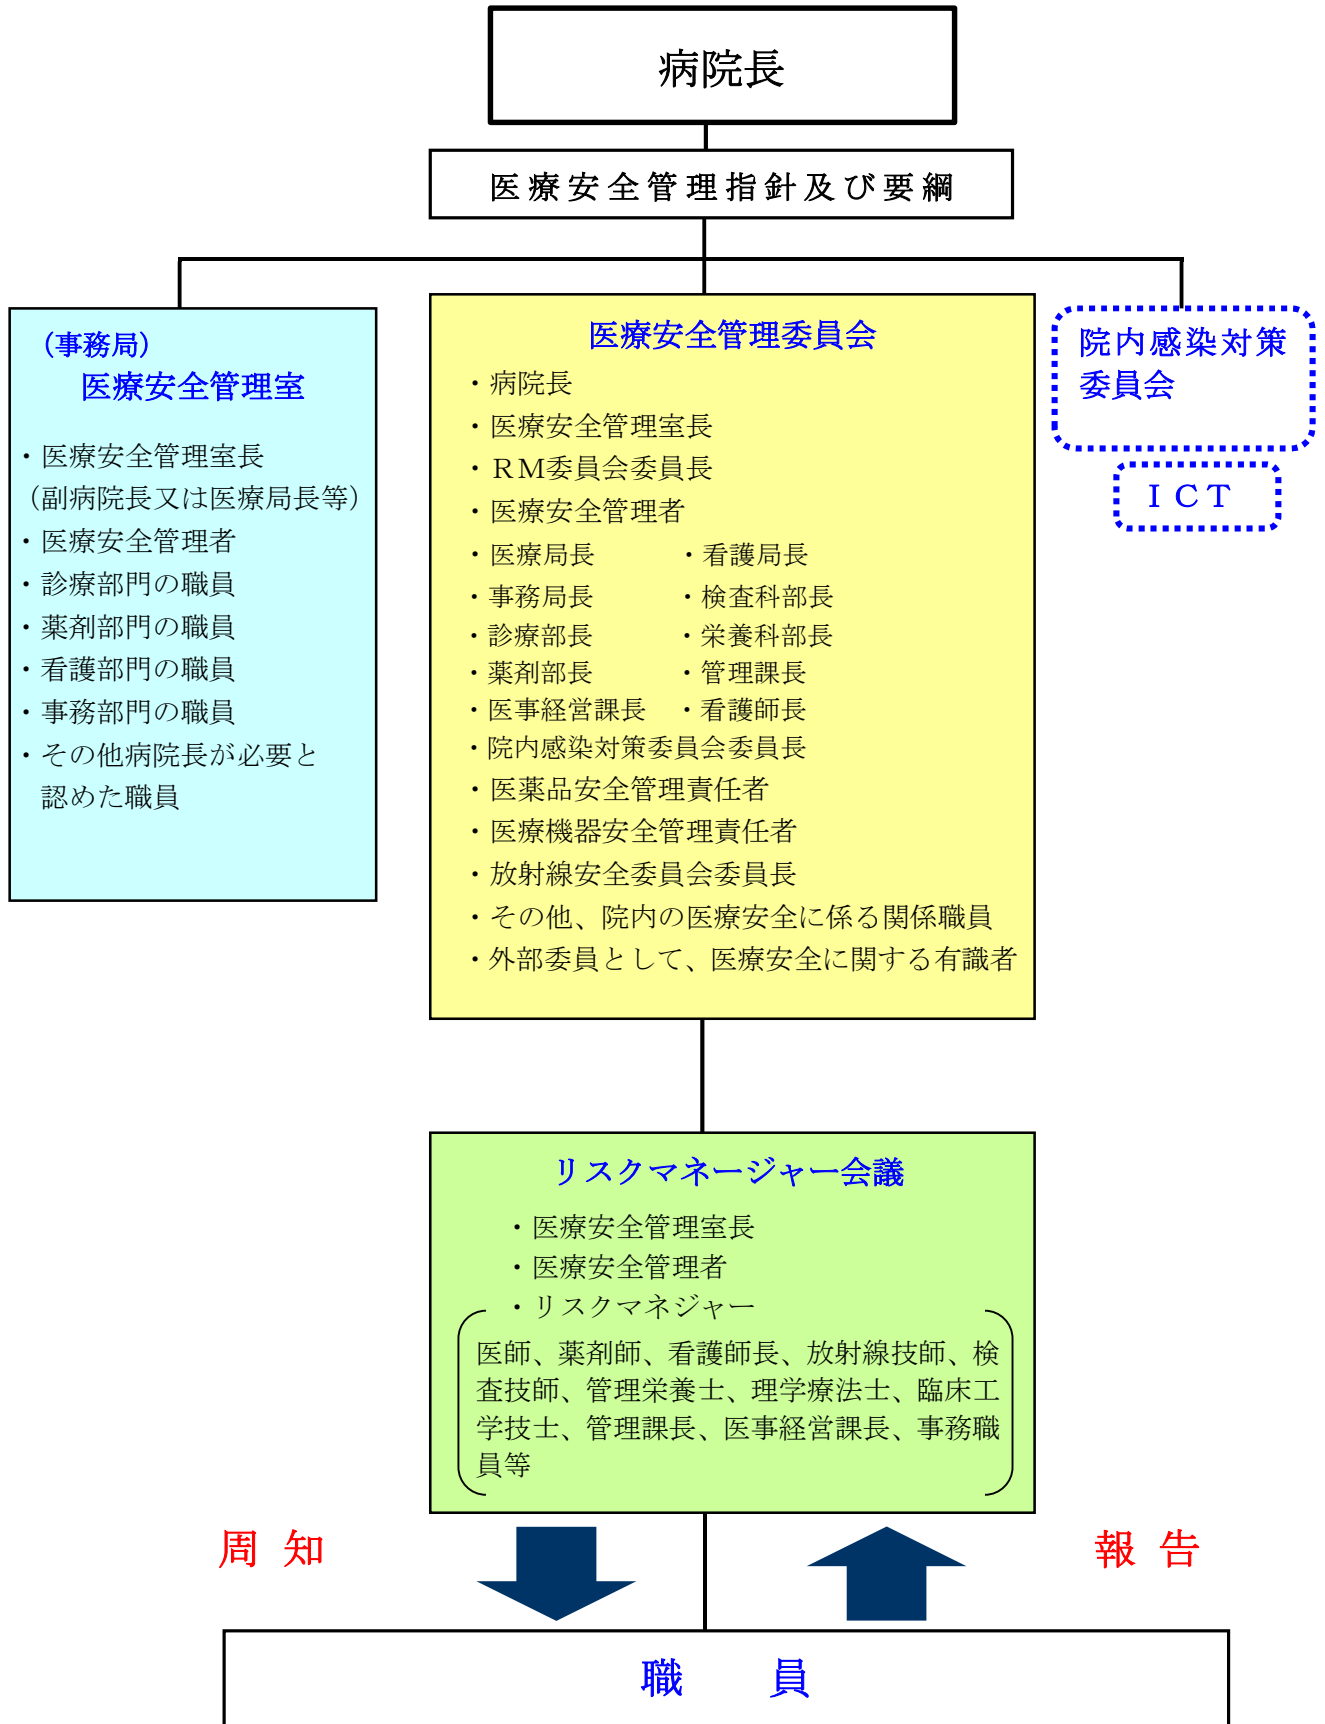 病院長
医療安全管理指針及び要綱
（事務局）
医療安全管理室
・医療安全管理室長
（副病院長又は医療局長等）
・医療安全管理者
・診療部門の職員
・薬剤部門の職員
・看護部門の職員
・事務部門の職員
・その他病院長が必要と
認めた職員
医療安全管理委員会
・病院長
・医療安全管理室長
・ＲＭ委員会委員長
・医療安全管理者
・医療局長　・看護局長
・事務局長　・検査科部長
・診療部長　・栄養科部長
・薬剤部長　・管理課長
・医事経営課長　・看護師長
・院内感染対策委員会委員長
・医薬品安全管理責任者
・医療機器安全管理責任者
・放射線安全委員会委員長
・その他、院内の医療安全に係る関係職員
・外部委員として、医療安全に関する有識者
院内感染対策
委員会
ＩＣＴ
リスクマネージャー会議
・医療安全管理室長
・医療安全管理者
・リスクマネジャー
医師、薬剤師、看護師長、放射線技師、検
査技師、管理栄養士、理学療法士、臨床工
学技士、管理課長、医事経営課長、事務職
員等
周 知
報 告
職　員